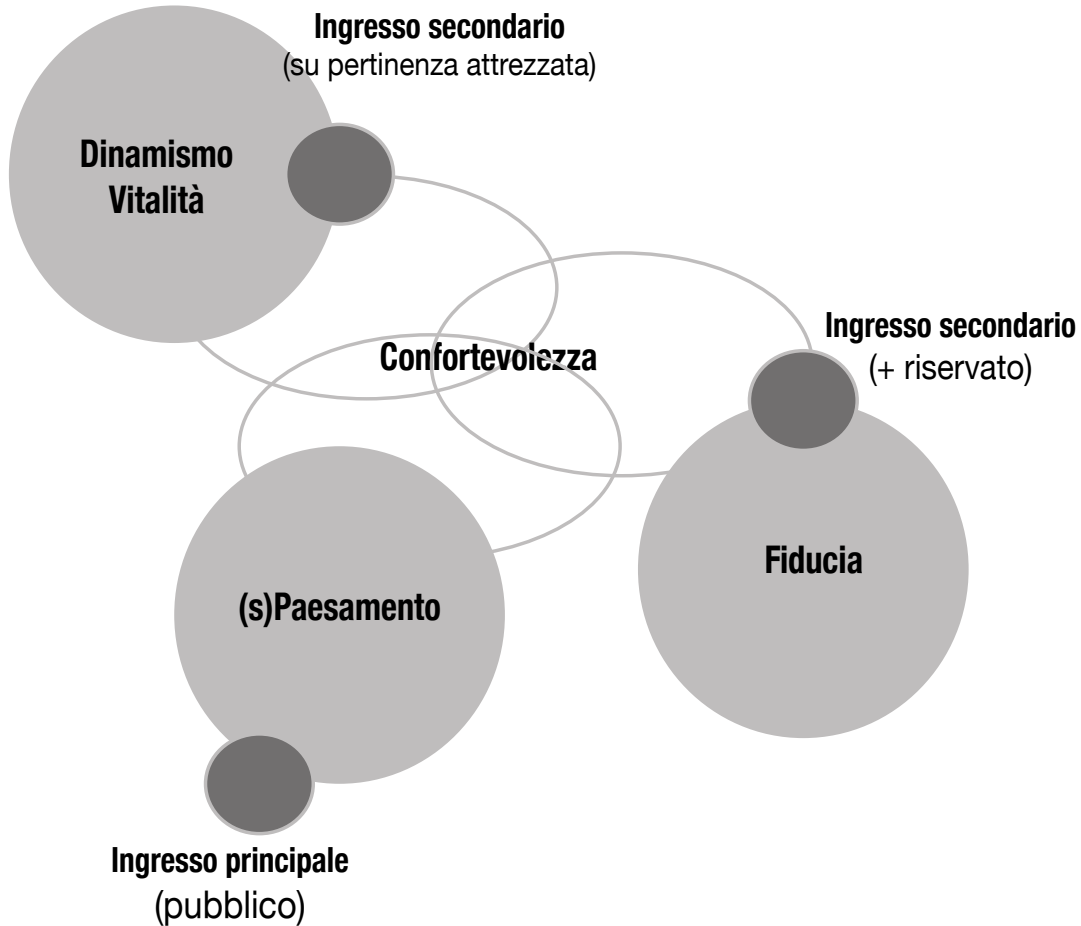 Ingresso secondario
(su pertinenza attrezzata)
Dinamismo
Vitalità
Ingresso secondario
(+ riservato)
Confortevolezza
Fiducia
(s)Paesamento
Ingresso principale
(pubblico)